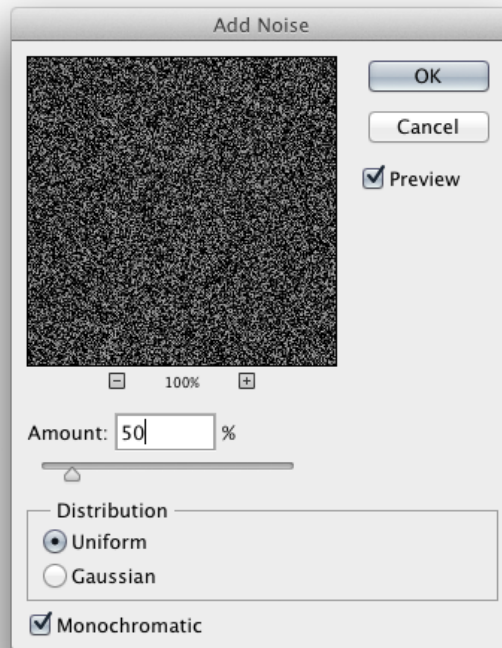 Add Noise
OK
Cancel
Preview
100%
Amount: 50 %
Distribution
Uniform
Gaussian
Monochromatic